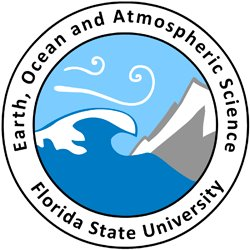 Earth, Ocean and Atmospheric Science
Florida State University